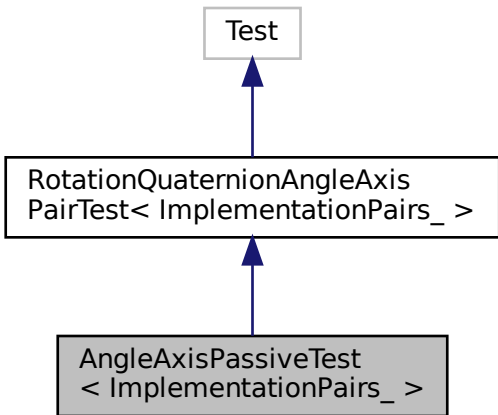 Test
RotationQuaternionAngleAxis
PairTest< ImplementationPairs_ >
AngleAxisPassiveTest
< ImplementationPairs_ >